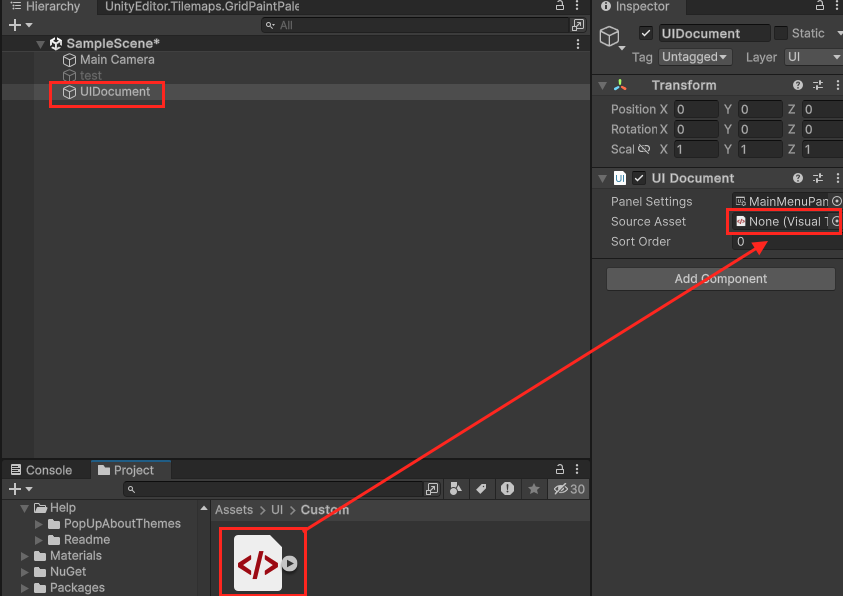 Hierarchy
UnityEditor.Tilemaps.GridPaintPale
All
SampleScene*
Main Camera
test
UIDocument
Inspector
UIDocument
Static
Tag Untagged Layer UI
Transform
Position X 0 Y 0 Z 0
Rotation X 0 Y 0 Z 0
Scal X 1 Y 1 Z 1
UI UI Document
Panel Settings MainMenuPan
Source Asset None (Visual T
Sort Order 0
Add Component
Console Project
30
Help
PopUpAboutThemes
Readme
Materials
NuGet
Packages
Assets > UI > Custom
</>